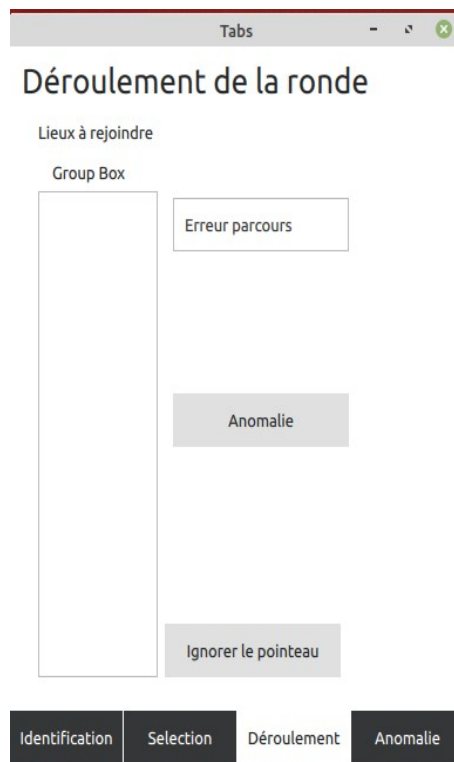 Tabs
Déroulement de la ronde
Lieux à rejoindre
Group Box
Erreur parcours
Anomalie
Ignorer le pointeau
Identification
Selection
Déroulement
Anomalie